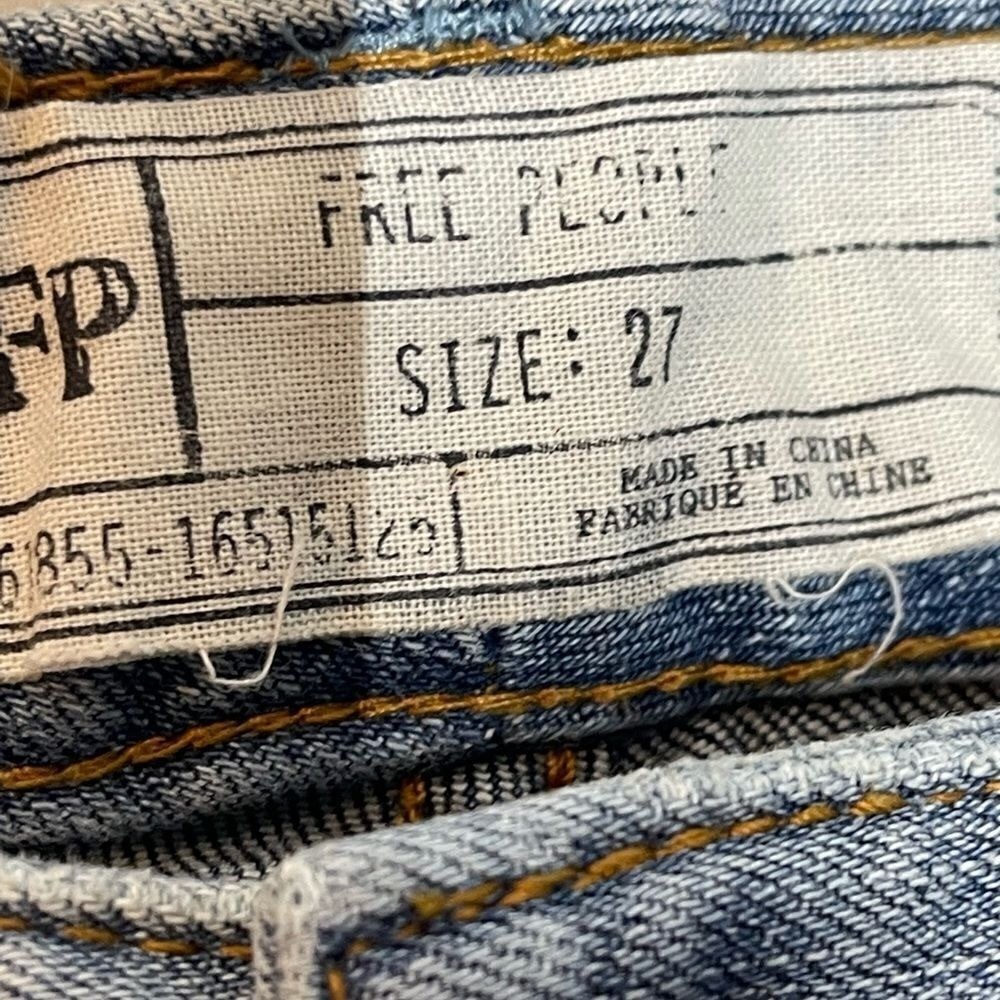 FREE PEOPLE
FP
SIZE: 27
MADE IN CHINA
FABRIQUE EN CHINE